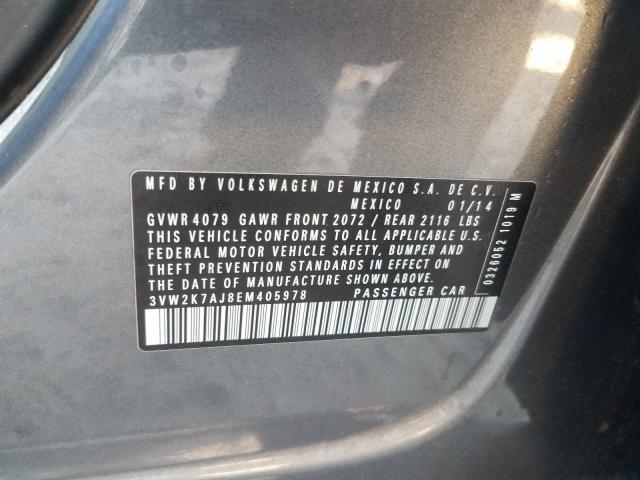 MFD BY VOLKSWAGEN DE MEXICO S.A. DE C.V.
MEXICO 01/14
GVWR 4079 GAWR FRONT 2072 / REAR 2116 LBS
THIS VEHICLE CONFORMS TO ALL APPLICABLE U.S.
FEDERAL MOTOR VEHICLE SAFETY, BUMPER AND
THEFT PREVENTION STANDARDS IN EFFECT ON
THE DATE OF MANUFACTURE SHOWN ABOVE.
3VW2K7AJ8EM405978 PASSENGER CAR
0326052 1019 M